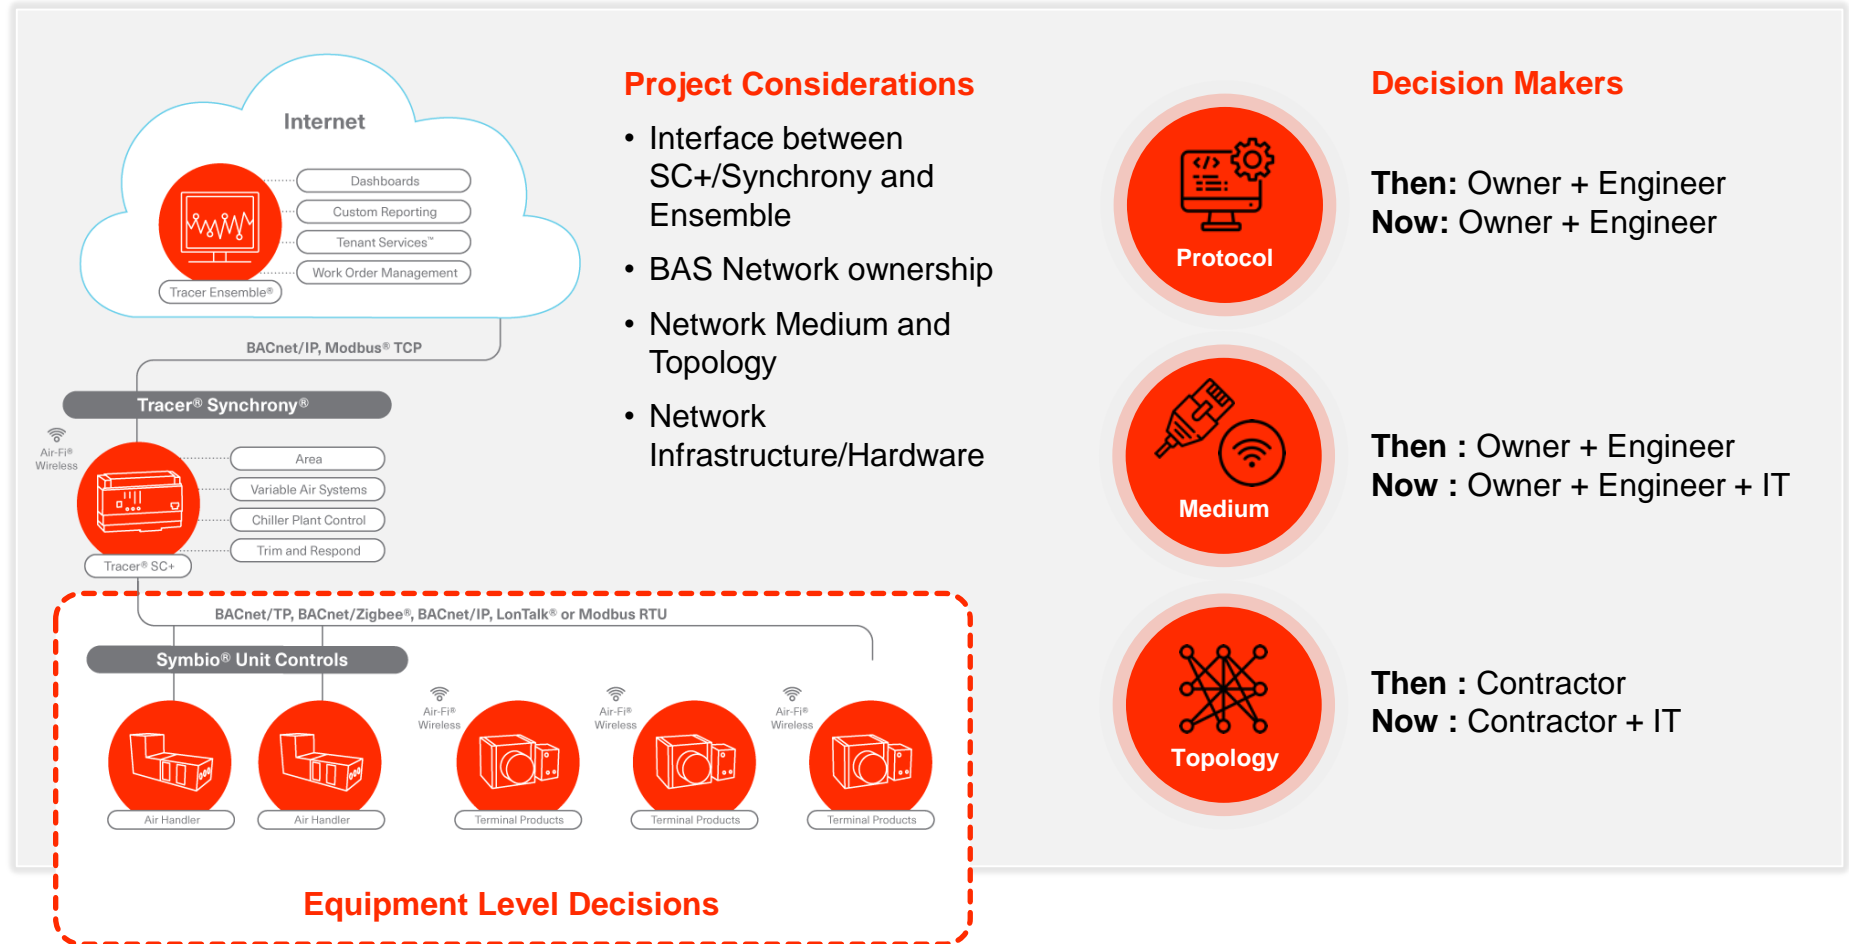 Internet
Dashboards
Custom Reporting
Tenant Services™
Work Order Management
Tracer Ensemble®
BACnet/IP, Modbus® TCP
Tracer® Synchrony®
Air-Fi®
Wireless
Area
Variable Air Systems
Chiller Plant Control
Trim and Respond
Tracer® SC+
BACnet/TP, BACnet/Zigbee®, BACnet/IP, LonTalk® or Modbus RTU
Symbio® Unit Controls
Air-Fi®
Wireless
Air-Fi®
Wireless
Air-Fi®
Wireless
Air Handler
Air Handler
Terminal Products
Terminal Products
Terminal Products
Equipment Level Decisions
Project Considerations
• Interface between
SC+/Synchrony and
Ensemble
• BAS Network ownership
• Network Medium and
Topology
• Network
Infrastructure/Hardware
Decision Makers
Protocol
Then: Owner + Engineer
Now: Owner + Engineer
Medium
Then : Owner + Engineer
Now : Owner + Engineer + IT
Topology
Then : Contractor
Now : Contractor + IT